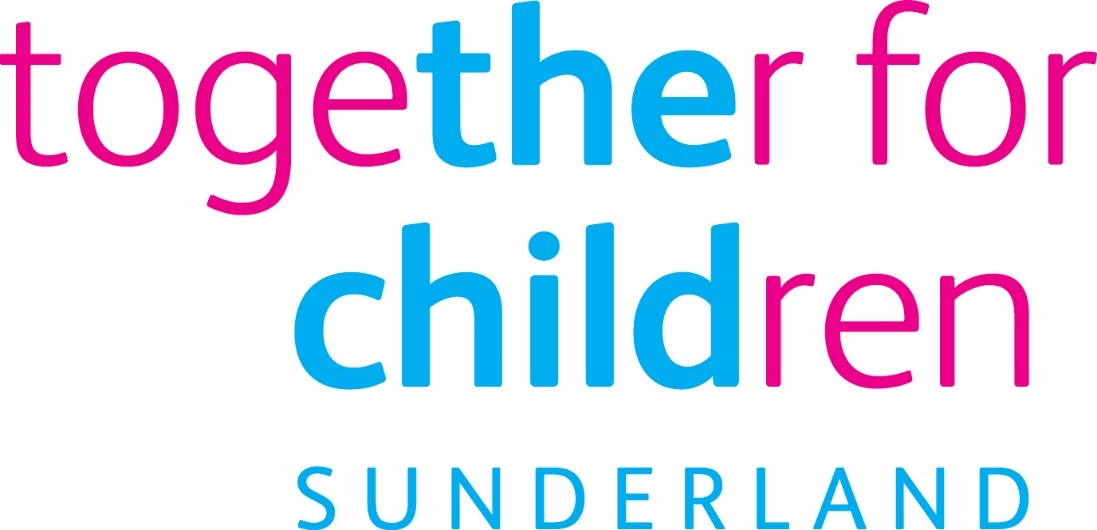 together for
children
SUNDERLAND